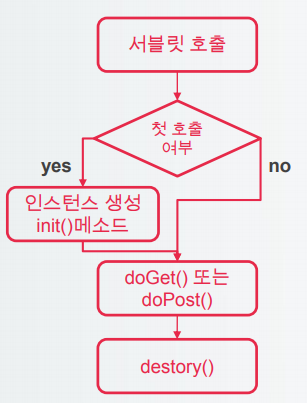 서블릿 호출
첫 호출
여부
yes
no
인스턴스 생성
init()메소드
doGet() 또는
doPost()
destory()